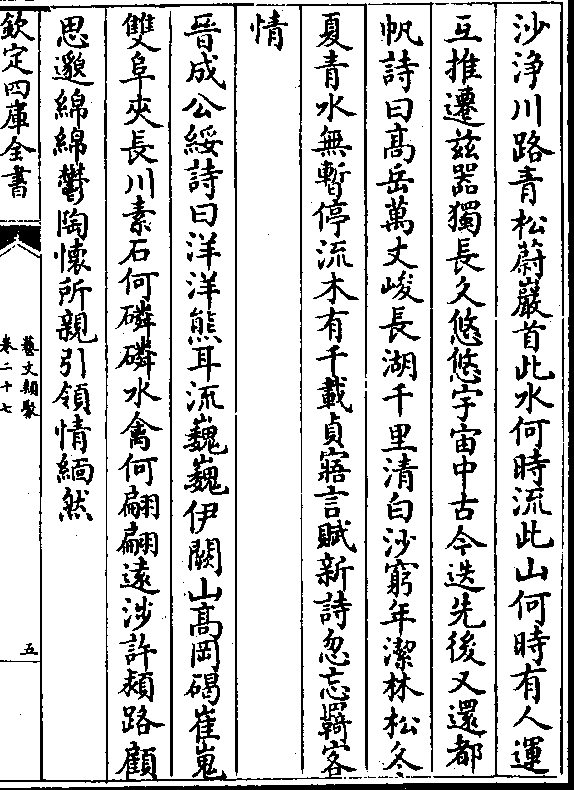 沙浄川路青松蔚巖首此水何時流此山何時有人運
互推遷兹器獨長久悠悠宇宙中古今迭先後又還都
帆詩曰髙岳萬丈峻長湖千里清白沙窮年潔林松冬
夏青水無暫停流木有千載貞寤言賦新詩忽忘羇客
情
晉成公綏詩曰洋洋熊耳流巍巍伊闕山髙岡碣崔嵬
雙阜夾長川素石何磷磷水禽何翩翩遠涉許潁路顧
思邈綿綿鬱陶懷所親引領情緬然
欽定四庫全書
藝文類聚
卷二十七
五